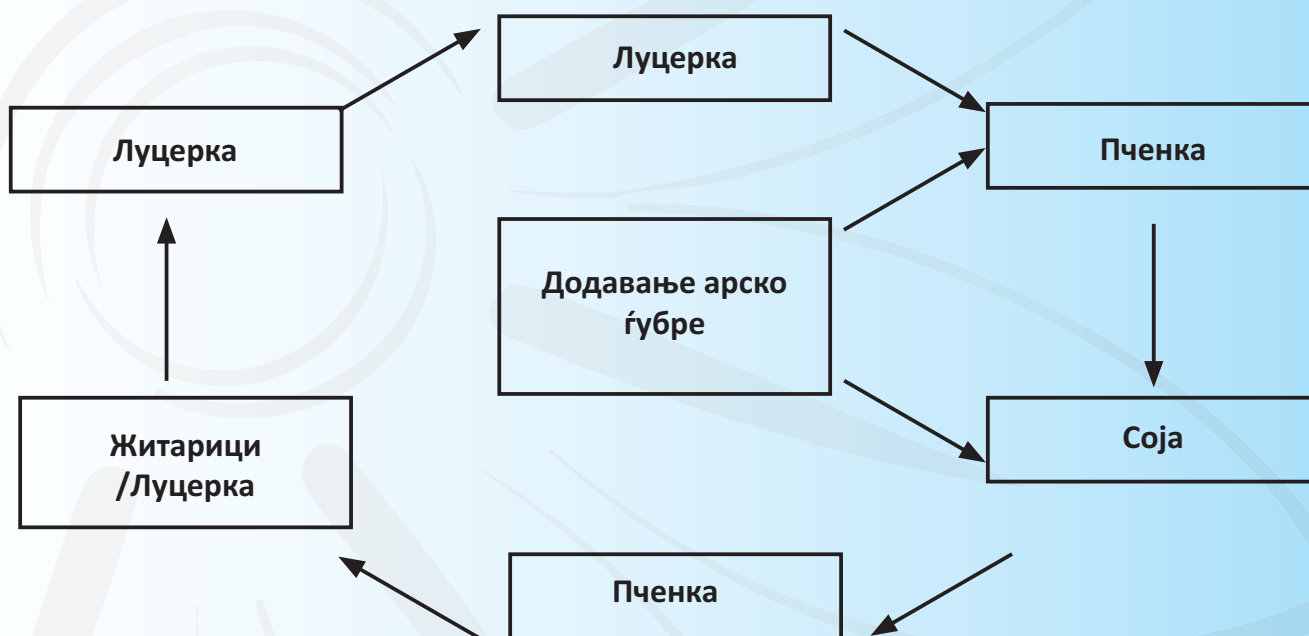 Луцерка
Луцерка
Пченка
Додавање арско
ѓубре
Житарици
/Луцерка
Соја
Пченка